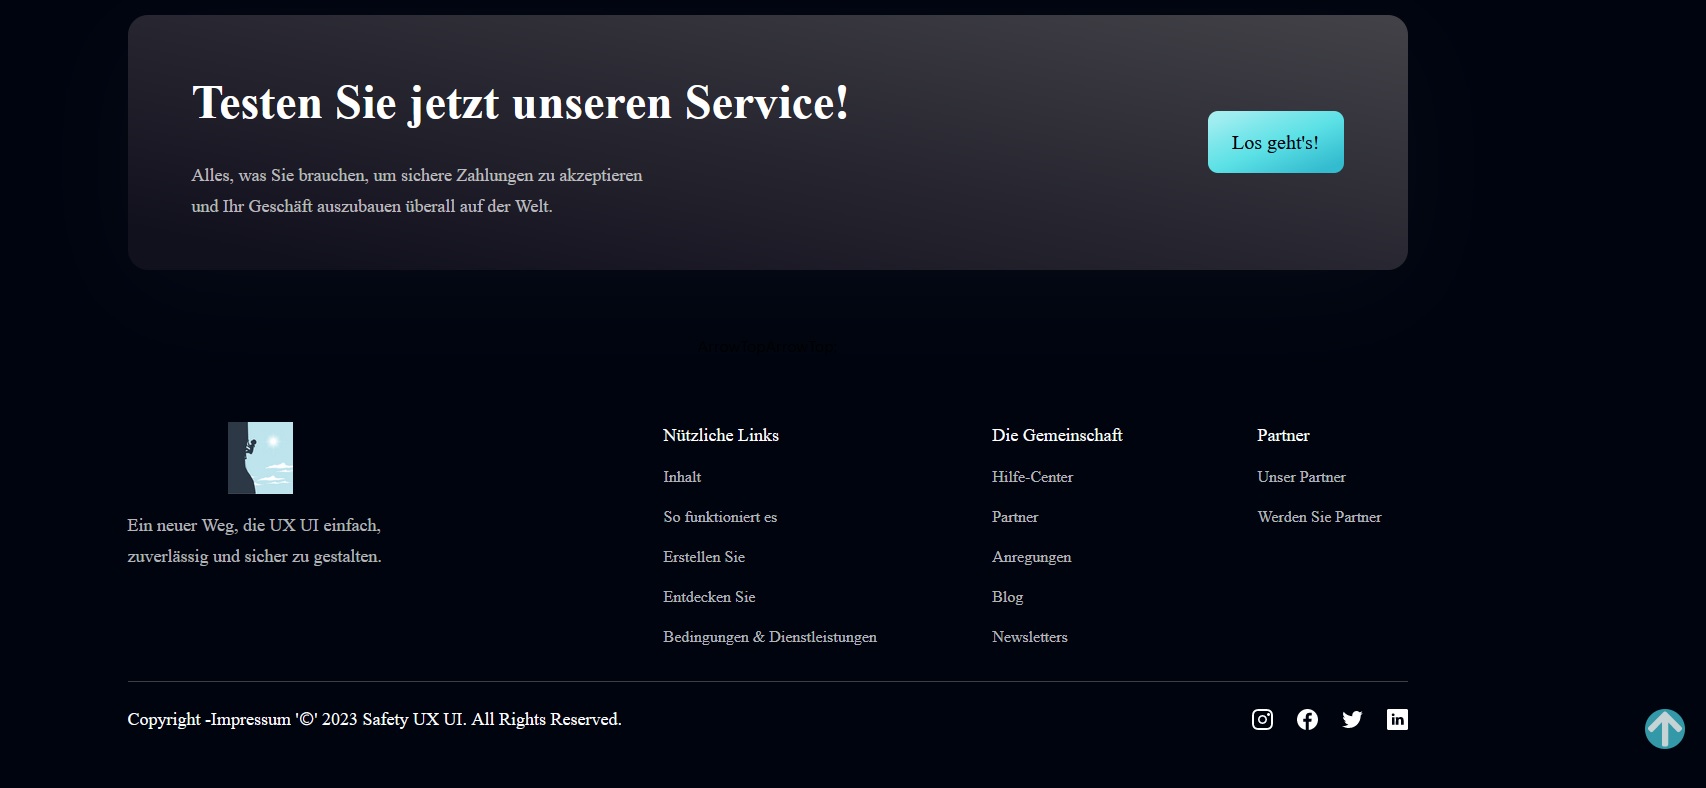 Testen Sie jetzt unseren Service!
Alles, was Sie brauchen, um sichere Zahlungen zu akzeptieren
und Ihr Geschäft auszubauen überall auf der Welt.
Los geht's!
Ein neuer Weg, die UX UI einfach,
zuverlässig und sicher zu gestalten.
Nützliche Links
Inhalt
So funktioniert es
Erstellen Sie
Entdecken Sie
Bedingungen & Dienstleistungen
Die Gemeinschaft
Hilfe-Center
Partner
Anregungen
Blog
Newsletters
Partner
Unser Partner
Werden Sie Partner
Copyright -Impressum '©' 2023 Safety UX UI. All Rights Reserved.